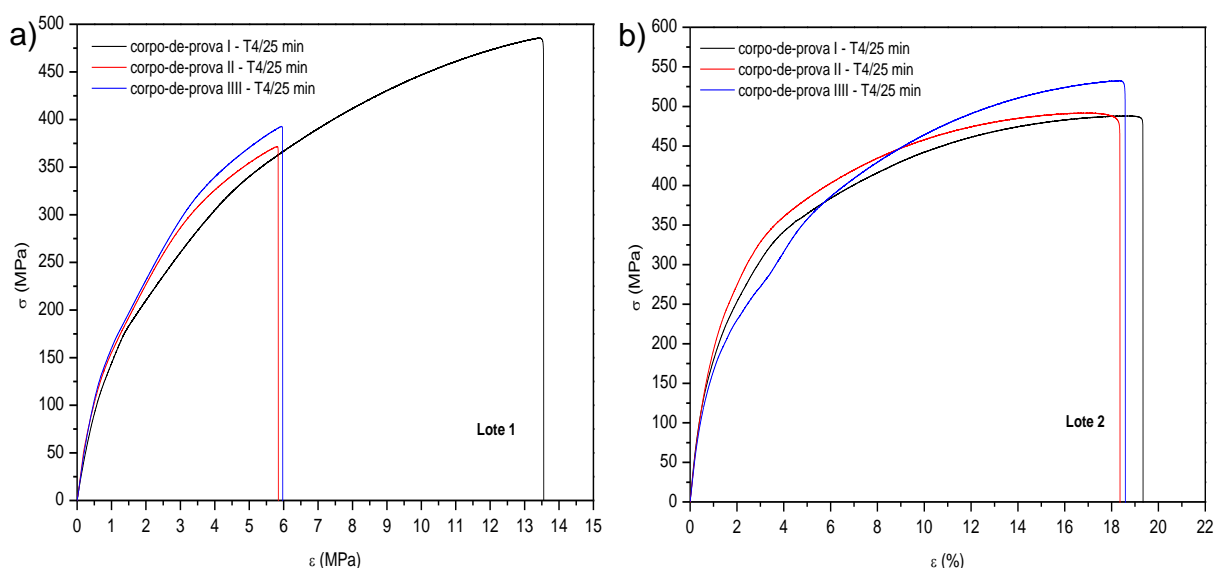 a)
corpo-de-prova I - T4/25 min
corpo-de-prova II - T4/25 min
corpo-de-prova IIII - T4/25 min
σ (MPa)
500
450
400
350
300
250
200
150
100
50
0
Lote 1
0 1 2 3 4 5 6 7 8 9 10 11 12 13 14 15
ε (MPa)
b)
corpo-de-prova I - T4/25 min
corpo-de-prova II - T4/25 min
corpo-de-prova IIII - T4/25 min
σ (MPa)
600
550
500
450
400
350
300
250
200
150
100
50
0
Lote 2
0 2 4 6 8 10 12 14 16 18 20 22
ε (%)